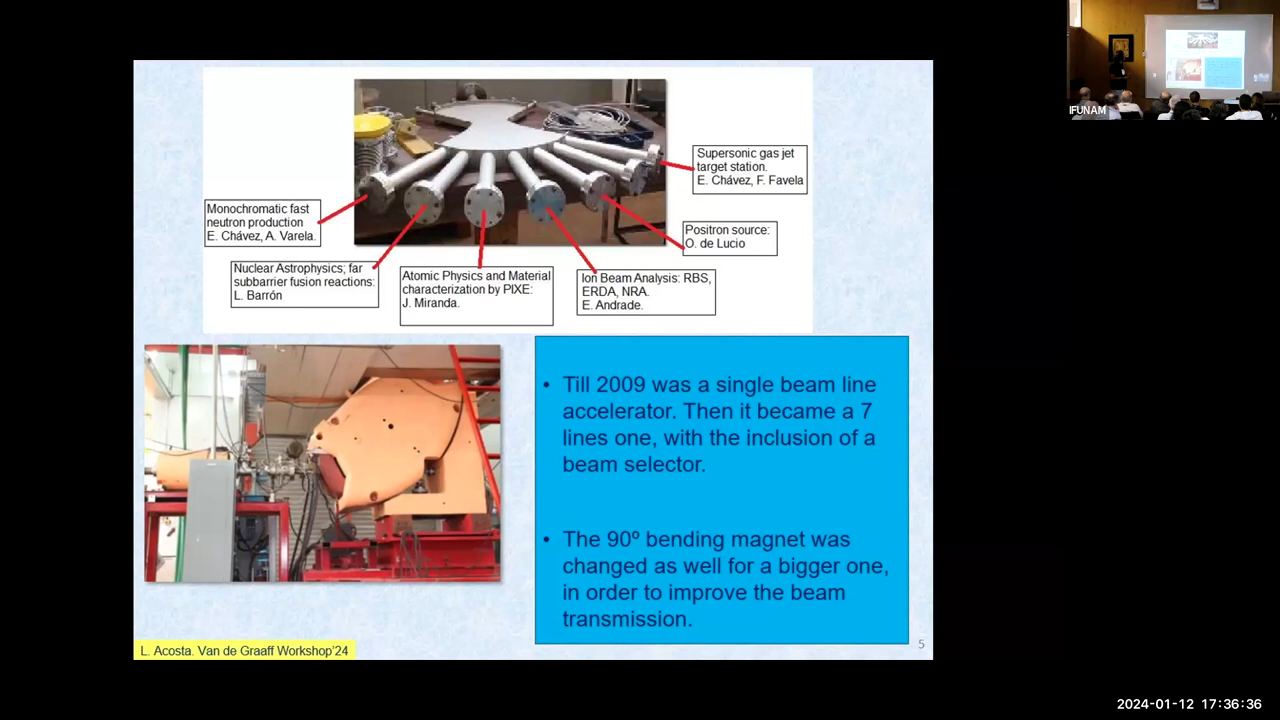 Supersonic gas jet
target station.
E. Chávez, F. Favela
Monochromatic fast
neutron production
E. Chávez, A. Varela.
Positron source:
O. de Lucio
Nuclear Astrophysics; far
subbarrier fusion reactions:
L. Barrón
Atomic Physics and Material
characterization by PIXE:
J. Miranda.
Ion Beam Analysis: RBS,
ERDA, NRA.
E. Andrade.
• Till 2009 was a single beam line
accelerator. Then it became a 7
lines one, with the inclusion of a
beam selector.
• The 90º bending magnet was
changed as well for a bigger one,
in order to improve the beam
transmission.
L. Acosta. Van de Graaff Workshop'24
5
IFUNAM
2024-01-12 17:36:36